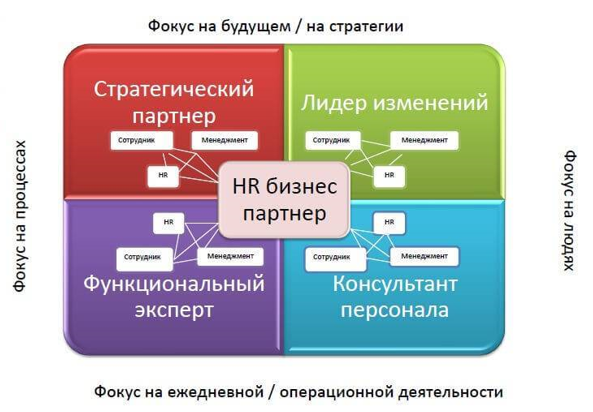 Фокус на будущем / на стратегии
Фокус на процессах
Стратегический
партнер
Сотрудник
Менеджмент
HR
Лидер изменений
Сотрудник
Менеджмент
HR
HR бизнес
партнер
HR
Сотрудник
Менеджмент
Функциональный
эксперт
HR
Сотрудник
Менеджмент
Консультант
персонала
Фокус на людях
Фокус на ежедневной / операционной деятельности